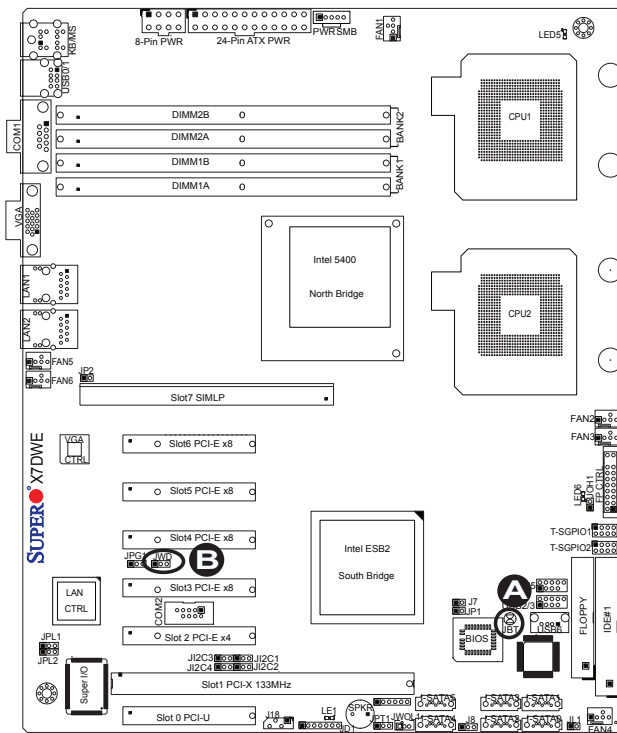 KB/MS
8-Pin PWR
24-Pin ATX PWR
PWRSMB
FAN1
LED5
USB0/1
COM1
DIMM2B
DIMM2A
DIMM1B
DIMM1A
BANK2
BANK1
CPU1
VGA
Intel 5400
North Bridge
CPU2
LAN1
LAN2
FAN5
FAN6
JP2
Slot7 SIMLP
FAN2
FAN3
VGA
CTRL
Slot6 PCI-E x8
SUPER X7DWE
Slot5 PCI-E x8
LED6
JOH1
FP CTRL
Slot4 PCI-E x8
T-SGPIO1
T-SGPIO2
JPG1
JWD
B
Intel ESB2
South Bridge
Slot3 PCI-E x8
LAN
CTRL
COM2
A
J7
JP1
JBT
USB6
BIOS
FLOPPY
IDE#1
JPL1
JPL2
Slot 2 PCI-E x4
JI2C3
JI2C1
JI2C4
JI2C2
Super I/O
Slot1 PCI-X 133MHz
Slot 0 PCI-U
J18
LE1
JD1
SPKR
JPT1
JWOL1
I-SATA5
I-SATA3
I-SATA1
I-SATA4
J8
JL1
FAN4